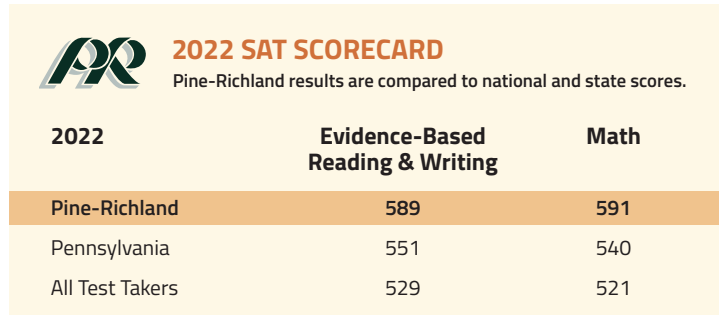 PR
2022 SAT SCORECARD
Pine-Richland results are compared to national and state scores.
2022 Evidence-Based Reading & Writing Math
Pine-Richland 589 591
Pennsylvania 551 540
All Test Takers 529 521